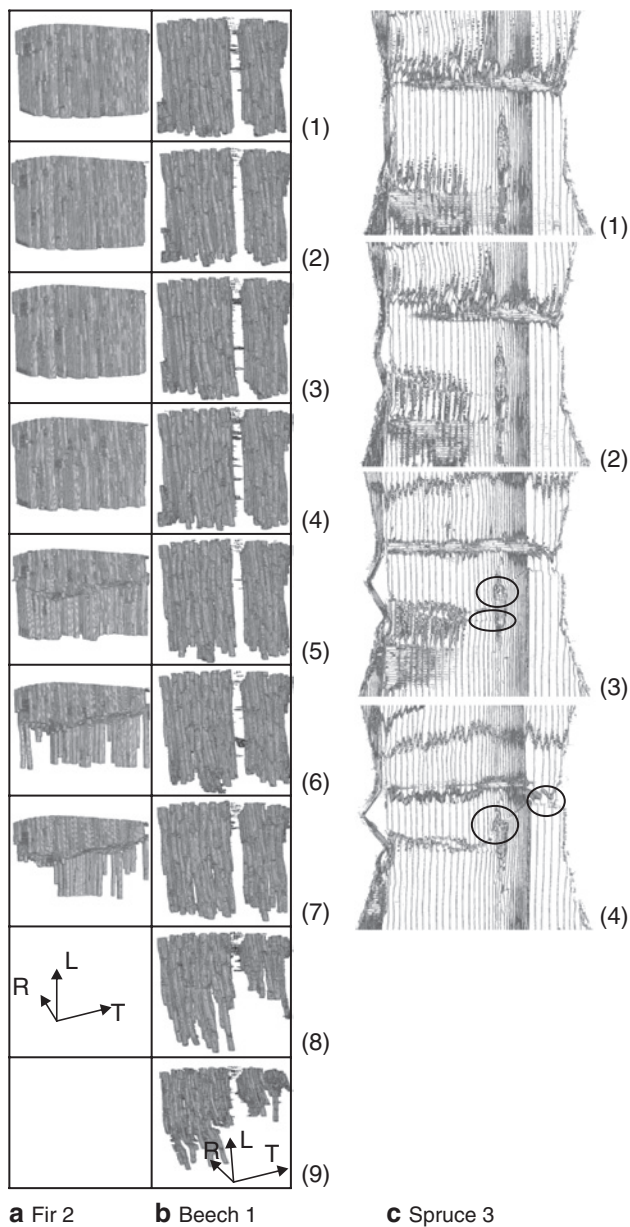 (1)
(2)
(3)
(4)
(5)
(6)
(7)
L
R
T
(8)
L
R
T
(9)
(1)
(2)
(3)
(4)
a Fir 2
b Beech 1
c Spruce 3